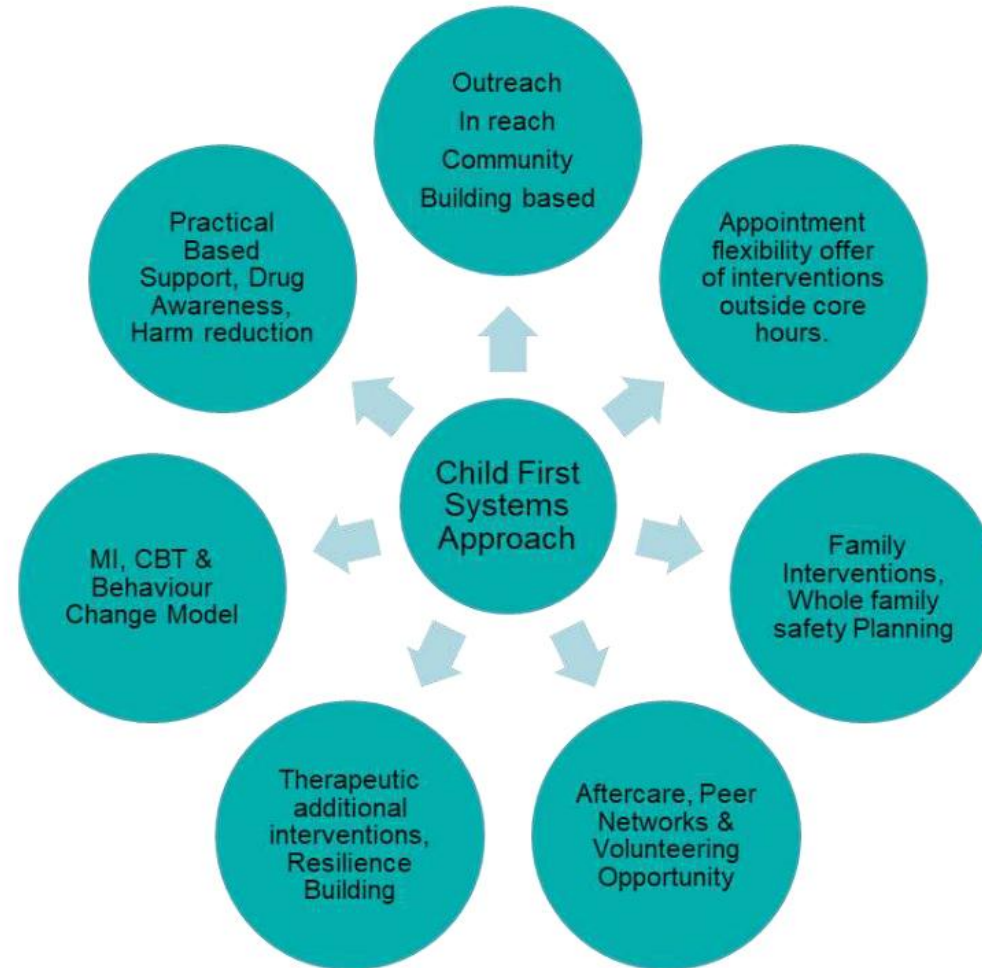 Outreach
In reach
Community
Building based
Appointment
flexibility offer
of interventions
outside core
hours.
Family
Interventions,
Whole family
safety Planning
Aftercare, Peer
Networks &
Volunteering
Opportunity
Therapeutic
additional
interventions,
Resilience
Building
MI, CBT &
Behaviour
Change Model
Practical
Based
Support, Drug
Awareness,
Harm reduction
Child First
Systems
Approach